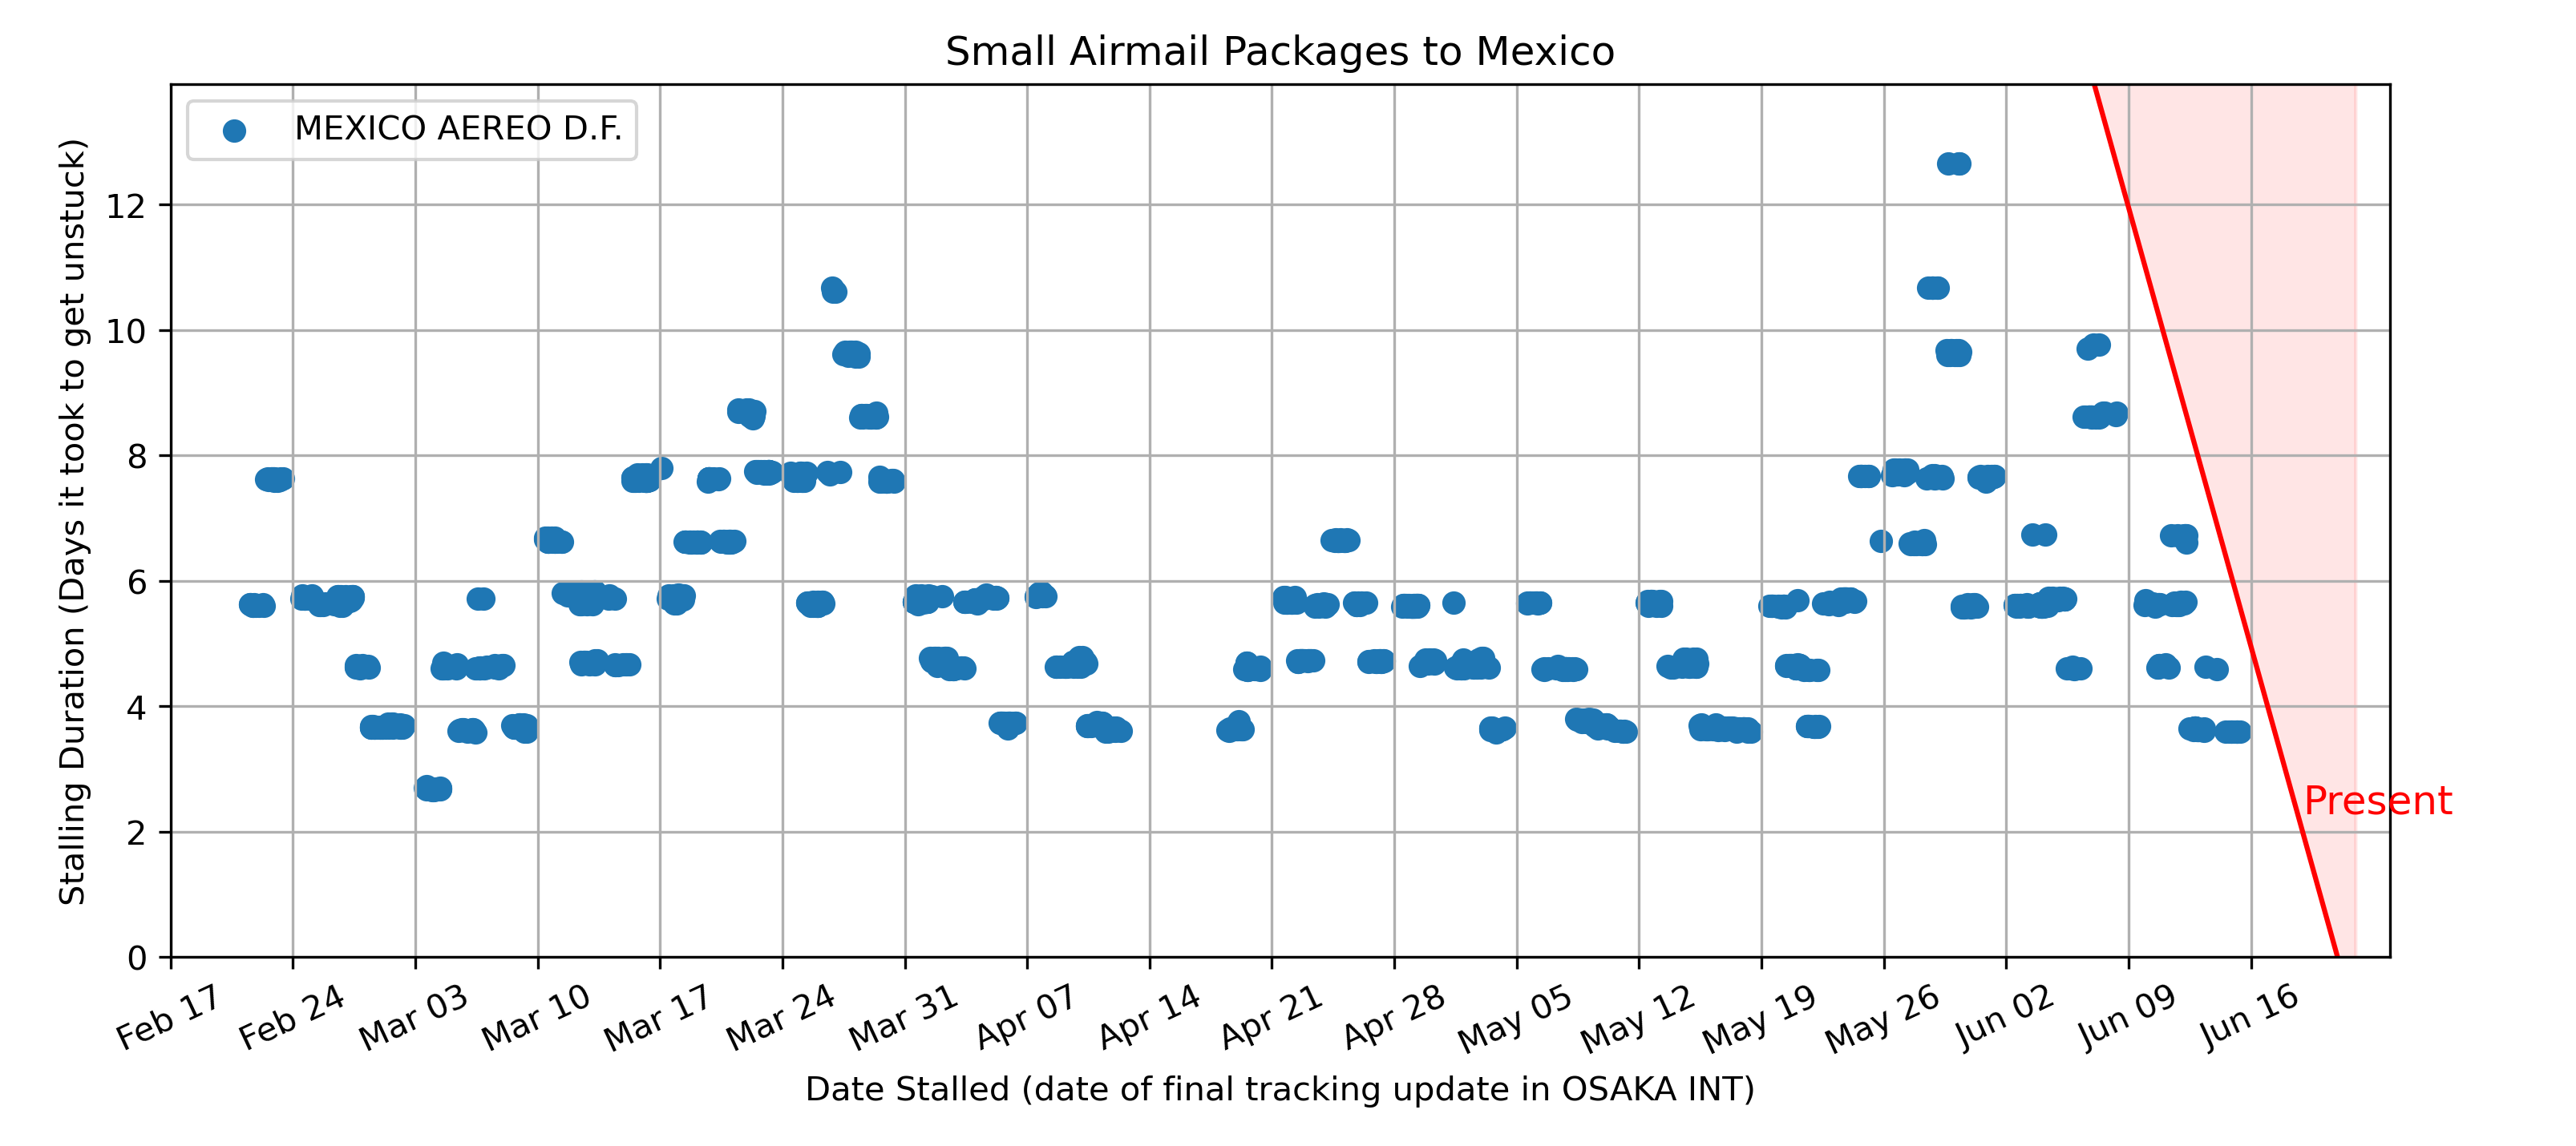 Small Airmail Packages to Mexico
MEXICO AEREO D.F.
Stalling Duration (Days it took to get unstuck)
12
10
8
6
4
2
0
Present
Feb 17
Feb 24
Mar 03
Mar 10
Mar 17
Mar 24
Mar 31
Apr 07
Apr 14
Apr 21
Apr 28
May 05
May 12
May 19
May 26
Jun 02
Jun 09
Jun 16
Date Stalled (date of final tracking update in OSAKA INT)